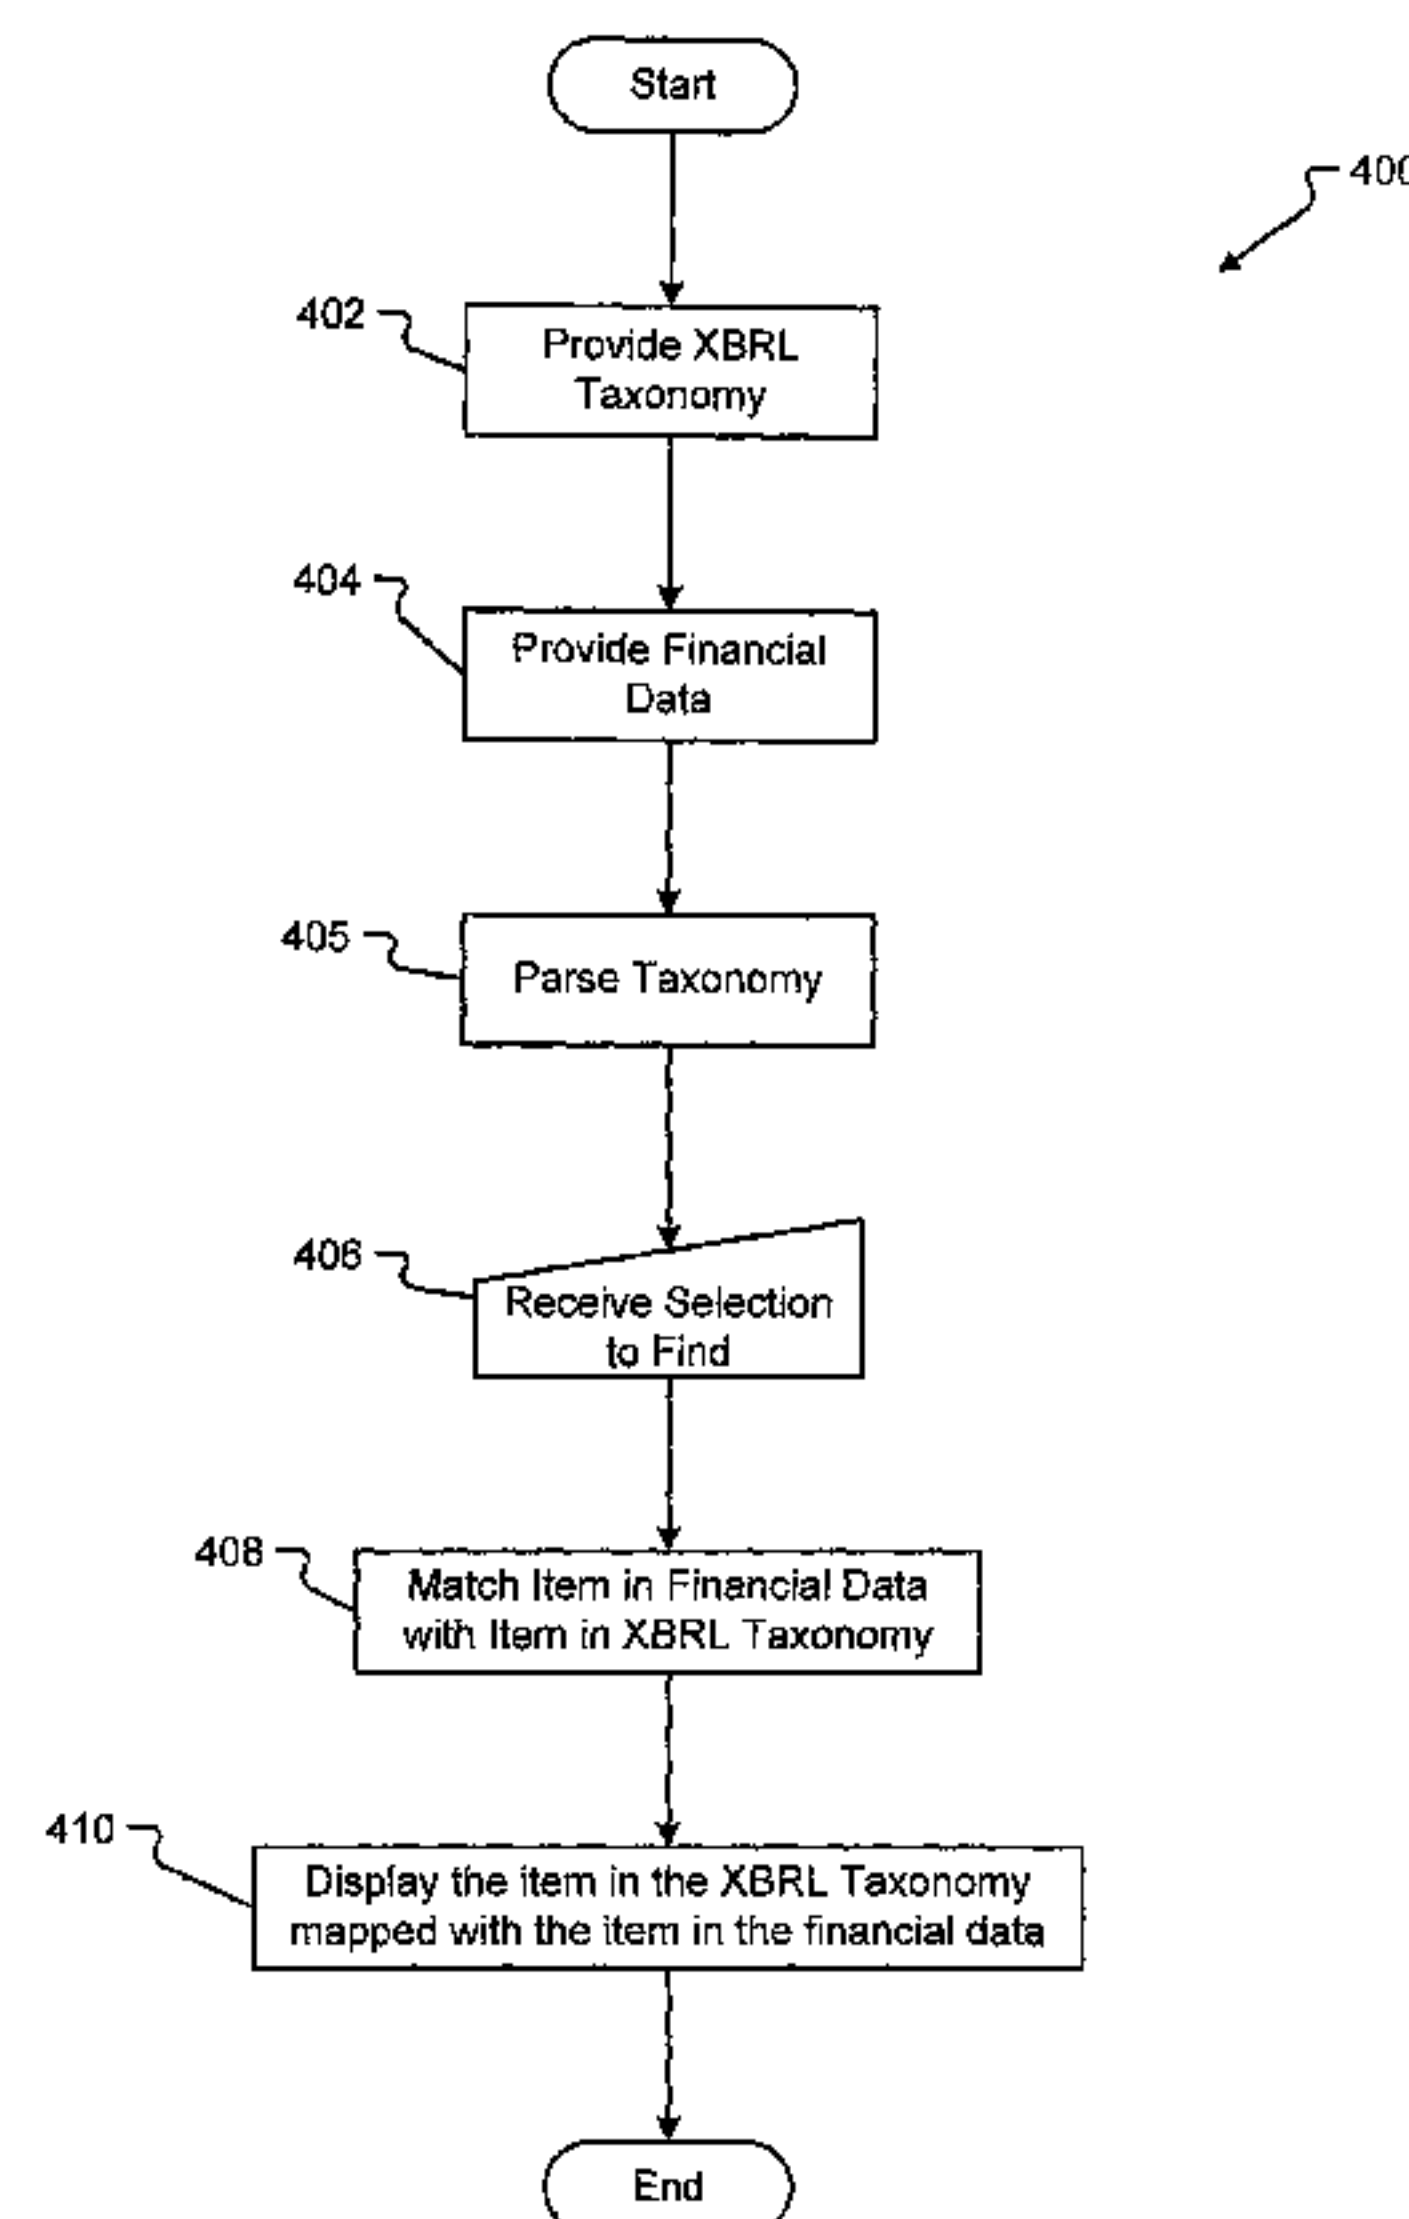 Start
400
402
Provide XBRL
Taxonomy
404
Provide Financial
Data
405
Parse Taxonomy
406
Receive Selection
to Find
408
Match Item in Financial Data
with Item in XBRL Taxonomy
410
Display the item in the XBRL Taxonomy
mapped with the item in the financial data
End